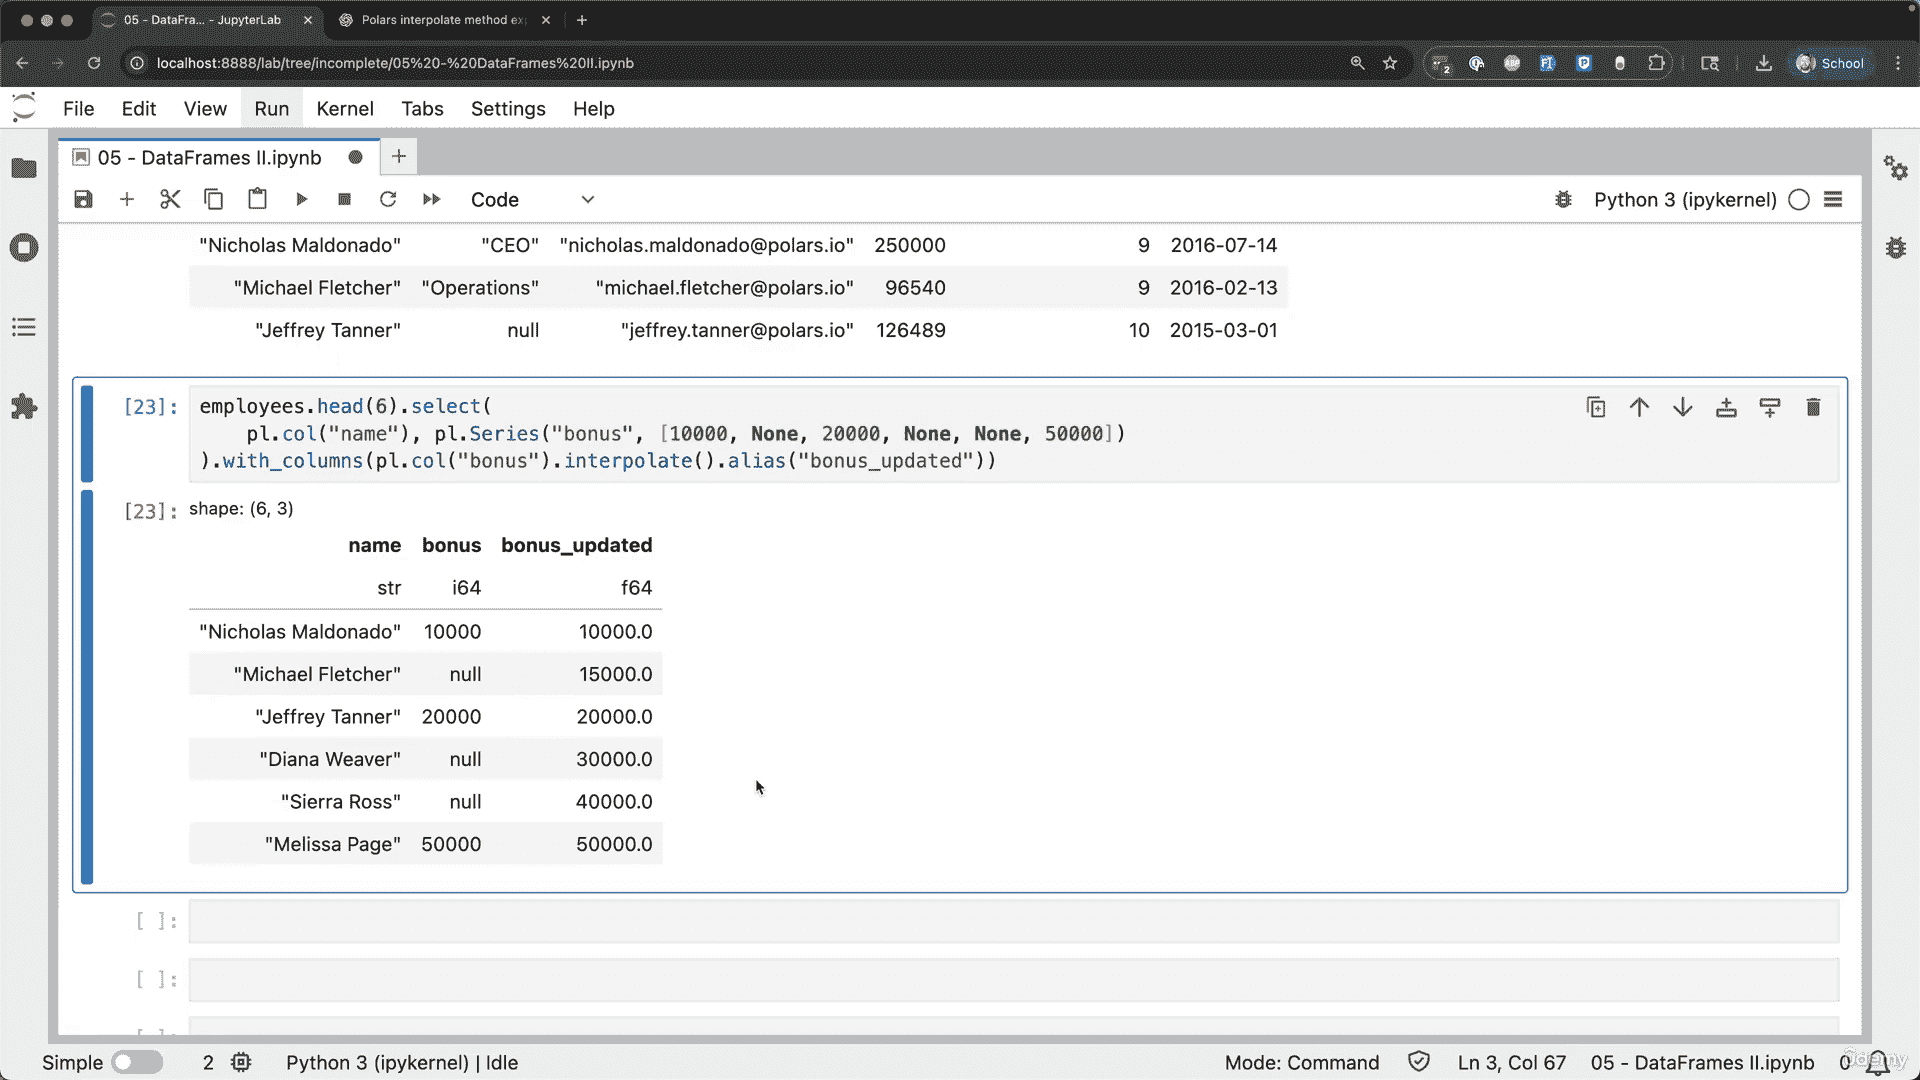 05 - DataFra... - JupyterLab
Polars interpolate method ex
localhost:8888/lab/tree/incomplete/05%20-%20DataFrames%20II.ipynb
2
School
File Edit View Run Kernel Tabs Settings Help
05 - DataFrames II.ipynb
Code
Python 3 (ipykernel)
"Nicholas Maldonado" "CEO" "nicholas.maldonado@polars.io" 250000 9 2016-07-14
"Michael Fletcher" "Operations" "michael.fletcher@polars.io" 96540 9 2016-02-13
"Jeffrey Tanner" null "jeffrey.tanner@polars.io" 126489 10 2015-03-01
[23]: employees.head(6).select(
pl.col("name"), pl.Series("bonus", [10000, None, 20000, None, None, 50000])
).with_columns(pl.col("bonus").interpolate().alias("bonus_updated"))
[23]: shape: (6, 3)
name bonus bonus_updated
str i64 f64
"Nicholas Maldonado" 10000 10000.0
"Michael Fletcher" null 15000.0
"Jeffrey Tanner" 20000 20000.0
"Diana Weaver" null 30000.0
"Sierra Ross" null 40000.0
"Melissa Page" 50000 50000.0
[ ]:
[ ]:
Simple 2 Python 3 (ipykernel) | Idle Mode: Command Ln 3, Col 67 05 - DataFrames II.ipynb 0
udemy